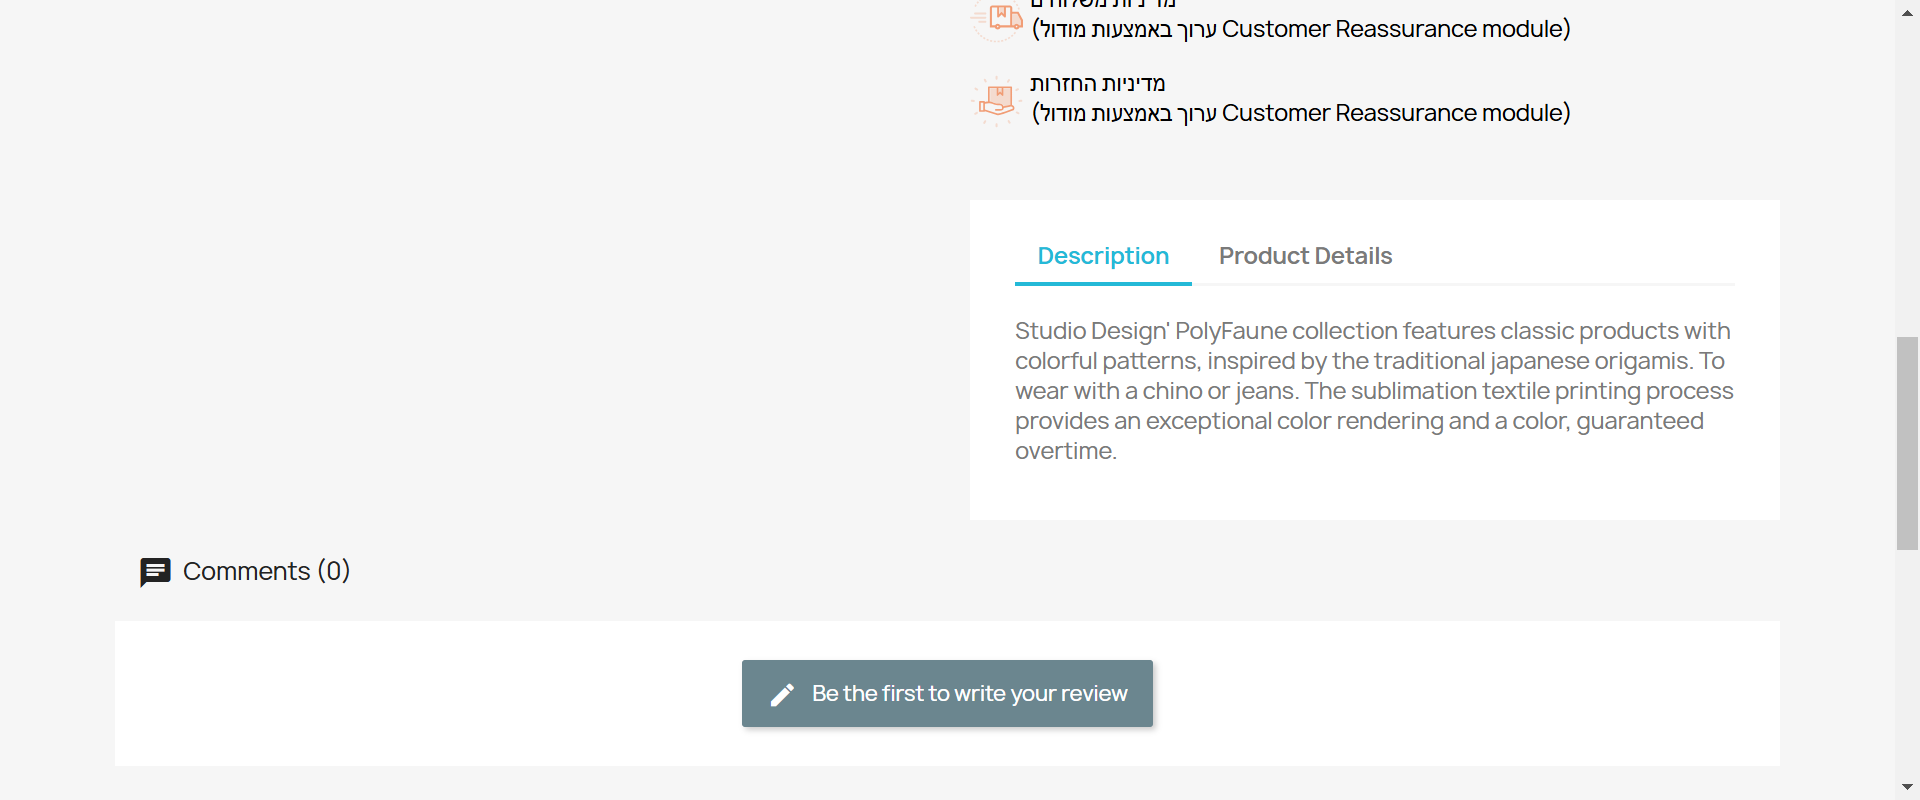 מדיניות משלוחים
(ערוך באמצעות מודול Customer Reassurance module)
מדיניות החזרות
(ערוך באמצעות מודול Customer Reassurance module)
Description
Product Details
Studio Design' PolyFaune collection features classic products with
colorful patterns, inspired by the traditional japanese origamis. To
wear with a chino or jeans. The sublimation textile printing process
provides an exceptional color rendering and a color, guaranteed
overtime.
Comments (0)
Be the first to write your review